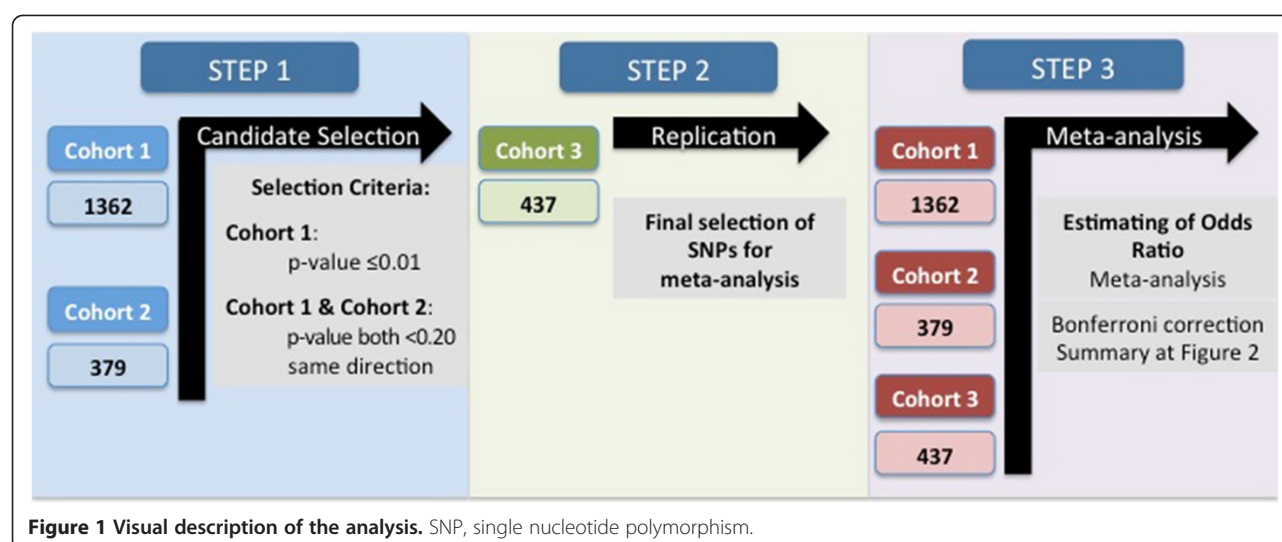 STEP 1
Candidate Selection
Cohort 1
1362
Cohort 2
379
Selection Criteria:
Cohort 1:
p-value ≤0.01
Cohort 1 & Cohort 2:
p-value both <0.20
same direction
STEP 2
Cohort 3
437
Replication
Final selection of
SNPs for
meta-analysis
STEP 3
Cohort 1
1362
Cohort 2
379
Cohort 3
437
Meta-analysis
Estimating of Odds
Ratio
Meta-analysis
Bonferroni correction
Summary at Figure 2
Figure 1 Visual description of the analysis. SNP, single nucleotide polymorphism.